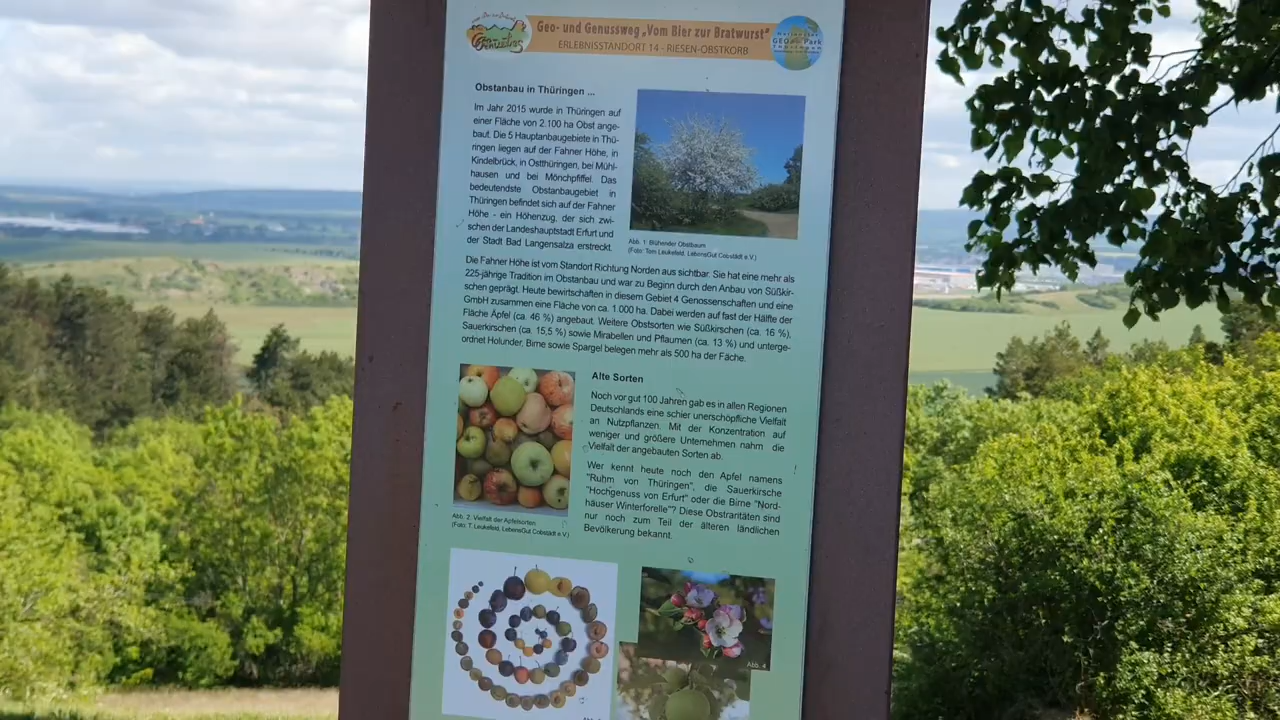 Geo- und Genussweg „Vom Bier zur Bratwurst"
ERLEBNISSTANDORT 14 - RIESEN-OBSTKORB
GEO Park
Obstanbau in Thüringen ...
Im Jahr 2015 wurde in Thüringen auf
einer Fläche von 2.100 ha Obst ange-
baut. Die 5 Hauptanbaugebiete in Thü-
ringen liegen auf der Fahner Höhe, in
Kindelbrück, in Ostthüringen, bei Mühl-
hausen und bei Mönchpfiffel. Das
bedeutendste Obstanbaugebiet in
Thüringen befindet sich auf der Fahner
Höhe - ein Höhenzug, der sich zwi-
schen der Landeshauptstadt Erfurt und
der Stadt Bad Langensalza erstreckt.
Abb. 1: Blühender Obstbaum
(Foto: Tom Leukefeld, LebensGut Cobstädt e.V.)
Die Fahner Höhe ist vom Standort Richtung Norden aus sichtbar. Sie hat eine mehr als
225-jährige Tradition im Obstanbau und war zu Beginn durch den Anbau von Süßkir-
schen geprägt. Heute bewirtschaften in diesem Gebiet 4 Genossenschaften und eine
GmbH zusammen eine Fläche von ca. 1.000 ha. Dabei werden auf fast der Hälfte der
Fläche Äpfel (ca. 46 %) angebaut. Weitere Obstsorten wie Süßkirschen (ca. 16 %),
Sauerkirschen (ca. 15,5 %) sowie Mirabellen und Pflaumen (ca. 13 %) und unterge-
ordnet Holunder, Birne sowie Spargel belegen mehr als 500 ha der Fäche.
Alte Sorten
Noch vor gut 100 Jahren gab es in allen Regionen
Deutschlands eine schier unerschöpfliche Vielfalt
an Nutzpflanzen. Mit der Konzentration auf
weniger und größere Unternehmen nahm die
Vielfalt der angebauten Sorten ab.
Wer kennt heute noch den Apfel namens
"Ruhm von Thüringen", die Sauerkirsche
"Hochgenuss von Erfurt" oder die Birne "Nord-
häuser Winterforelle"? Diese Obstraritäten sind
nur noch zum Teil der älteren ländlichen
Bevölkerung bekannt.
Abb. 2: Vielfalt der Apfelsorten
(Foto: T. Leukefeld, LebensGut Cobstädt e.V.)
Abb. 4